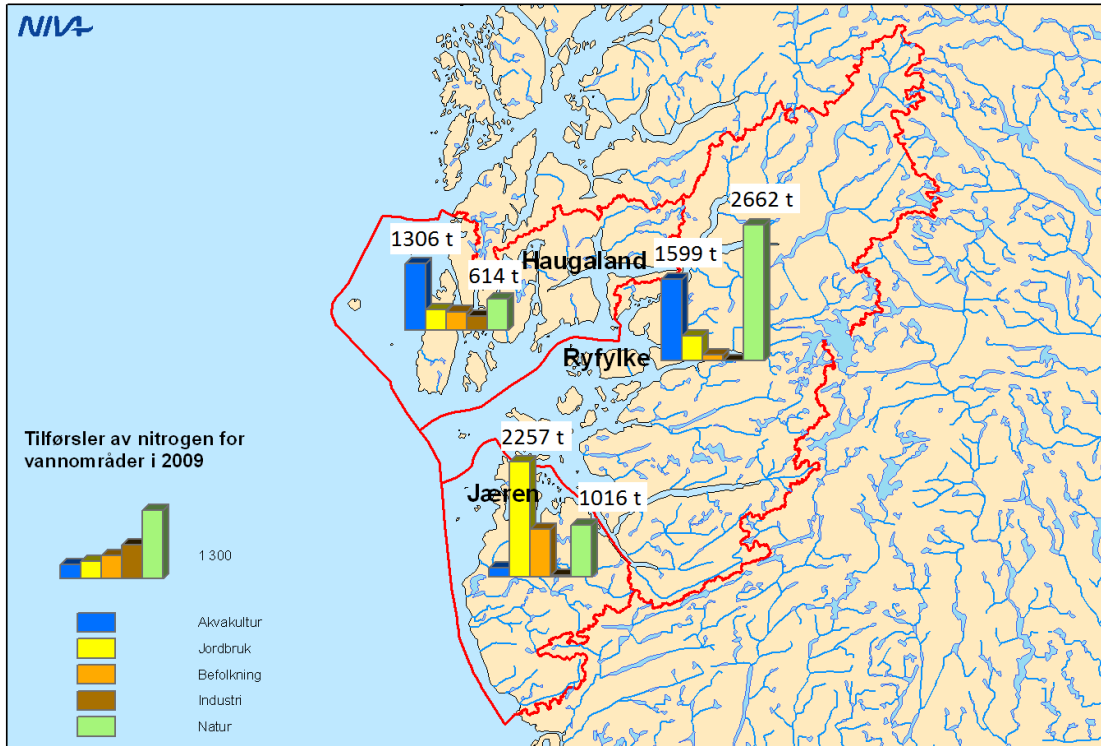 NIVA
2662 t
1306 t
Haugaland
1599 t
614 t
Ryfylke
2257 t
Jæren
1016 t
Tilførsler av nitrogen for
vannområder i 2009
1 300
Akvakultur
Jordbruk
Befolkning
Industri
Natur